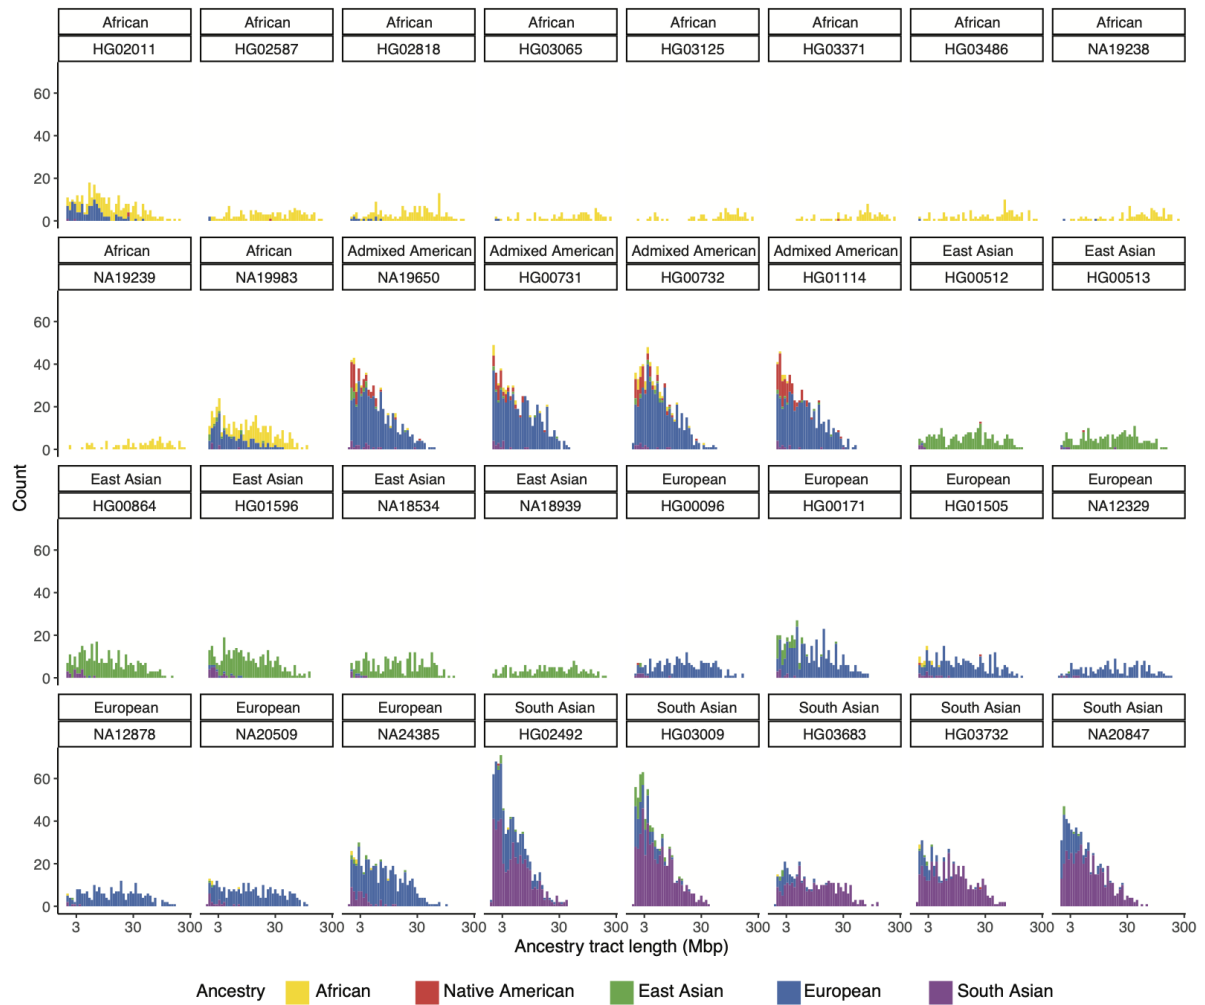 African African African African African African African African
HG02011 HG02587 HG02818 HG03065 HG03125 HG03371 HG03486 NA19238
60
40
20
0
African African Admixed American Admixed American Admixed American Admixed American East Asian East Asian
NA19239 NA19983 NA19650 HG00731 HG00732 HG01114 HG00512 HG00513
60
40
20
0
Count
East Asian East Asian East Asian East Asian European European European European
HG00864 HG01596 NA18534 NA18939 HG00096 HG00171 HG01505 NA12329
60
40
20
0
European European European South Asian South Asian South Asian South Asian South Asian
NA12878 NA20509 NA24385 HG02492 HG03009 HG03683 HG03732 NA20847
60
40
20
0
3 30 300 3 30 300 3 30 300 3 30 300 3 30 300 3 30 300 3 30 300 3 30 300
Ancestry tract length (Mbp)
Ancestry African Native American East Asian European South Asian